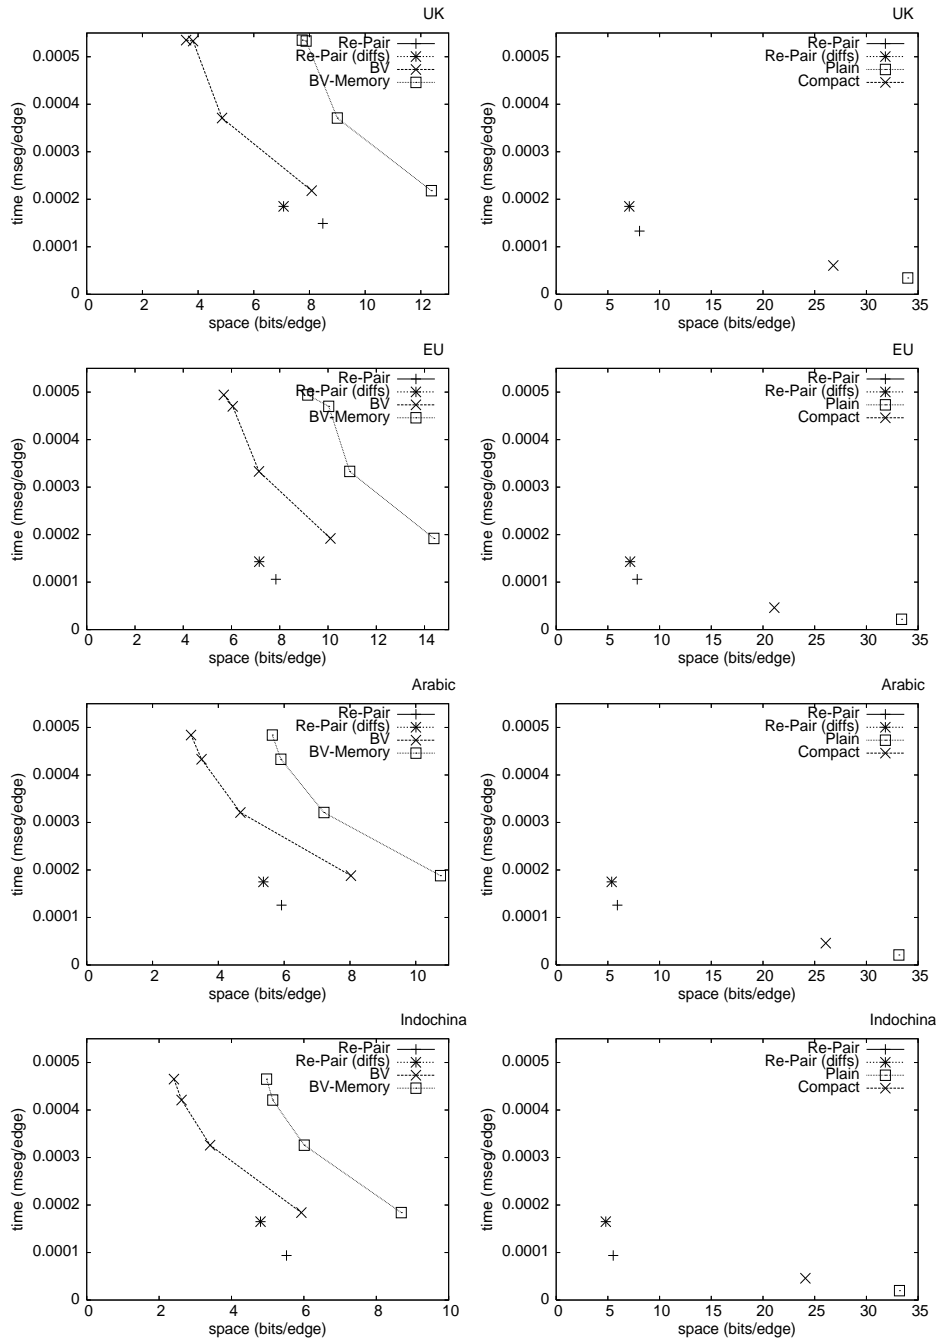 UK
Re-Pair
Re-Pair (diffs)
BV
BV-Memory
0.0005
0.0004
0.0003
0.0002
0.0001
0
time (mseg/edge)
0 2 4 6 8 10 12
space (bits/edge)
UK
Re-Pair
Re-Pair (diffs)
Plain
Compact
0.0005
0.0004
0.0003
0.0002
0.0001
0
time (mseg/edge)
0 5 10 15 20 25 30 35
space (bits/edge)
EU
Re-Pair
Re-Pair (diffs)
BV
BV-Memory
0.0005
0.0004
0.0003
0.0002
0.0001
0
time (mseg/edge)
0 2 4 6 8 10 12 14
space (bits/edge)
EU
Re-Pair
Re-Pair (diffs)
Plain
Compact
0.0005
0.0004
0.0003
0.0002
0.0001
0
time (mseg/edge)
0 5 10 15 20 25 30 35
space (bits/edge)
Arabic
Re-Pair
Re-Pair (diffs)
BV
BV-Memory
0.0005
0.0004
0.0003
0.0002
0.0001
0
time (mseg/edge)
0 2 4 6 8 10
space (bits/edge)
Arabic
Re-Pair
Re-Pair (diffs)
Plain
Compact
0.0005
0.0004
0.0003
0.0002
0.0001
0
time (mseg/edge)
0 5 10 15 20 25 30 35
space (bits/edge)
Indochina
Re-Pair
Re-Pair (diffs)
BV
BV-Memory
0.0005
0.0004
0.0003
0.0002
0.0001
0
time (mseg/edge)
0 2 4 6 8 10
space (bits/edge)
Indochina
Re-Pair
Re-Pair (diffs)
Plain
Compact
0.0005
0.0004
0.0003
0.0002
0.0001
0
time (mseg/edge)
0 5 10 15 20 25 30 35
space (bits/edge)